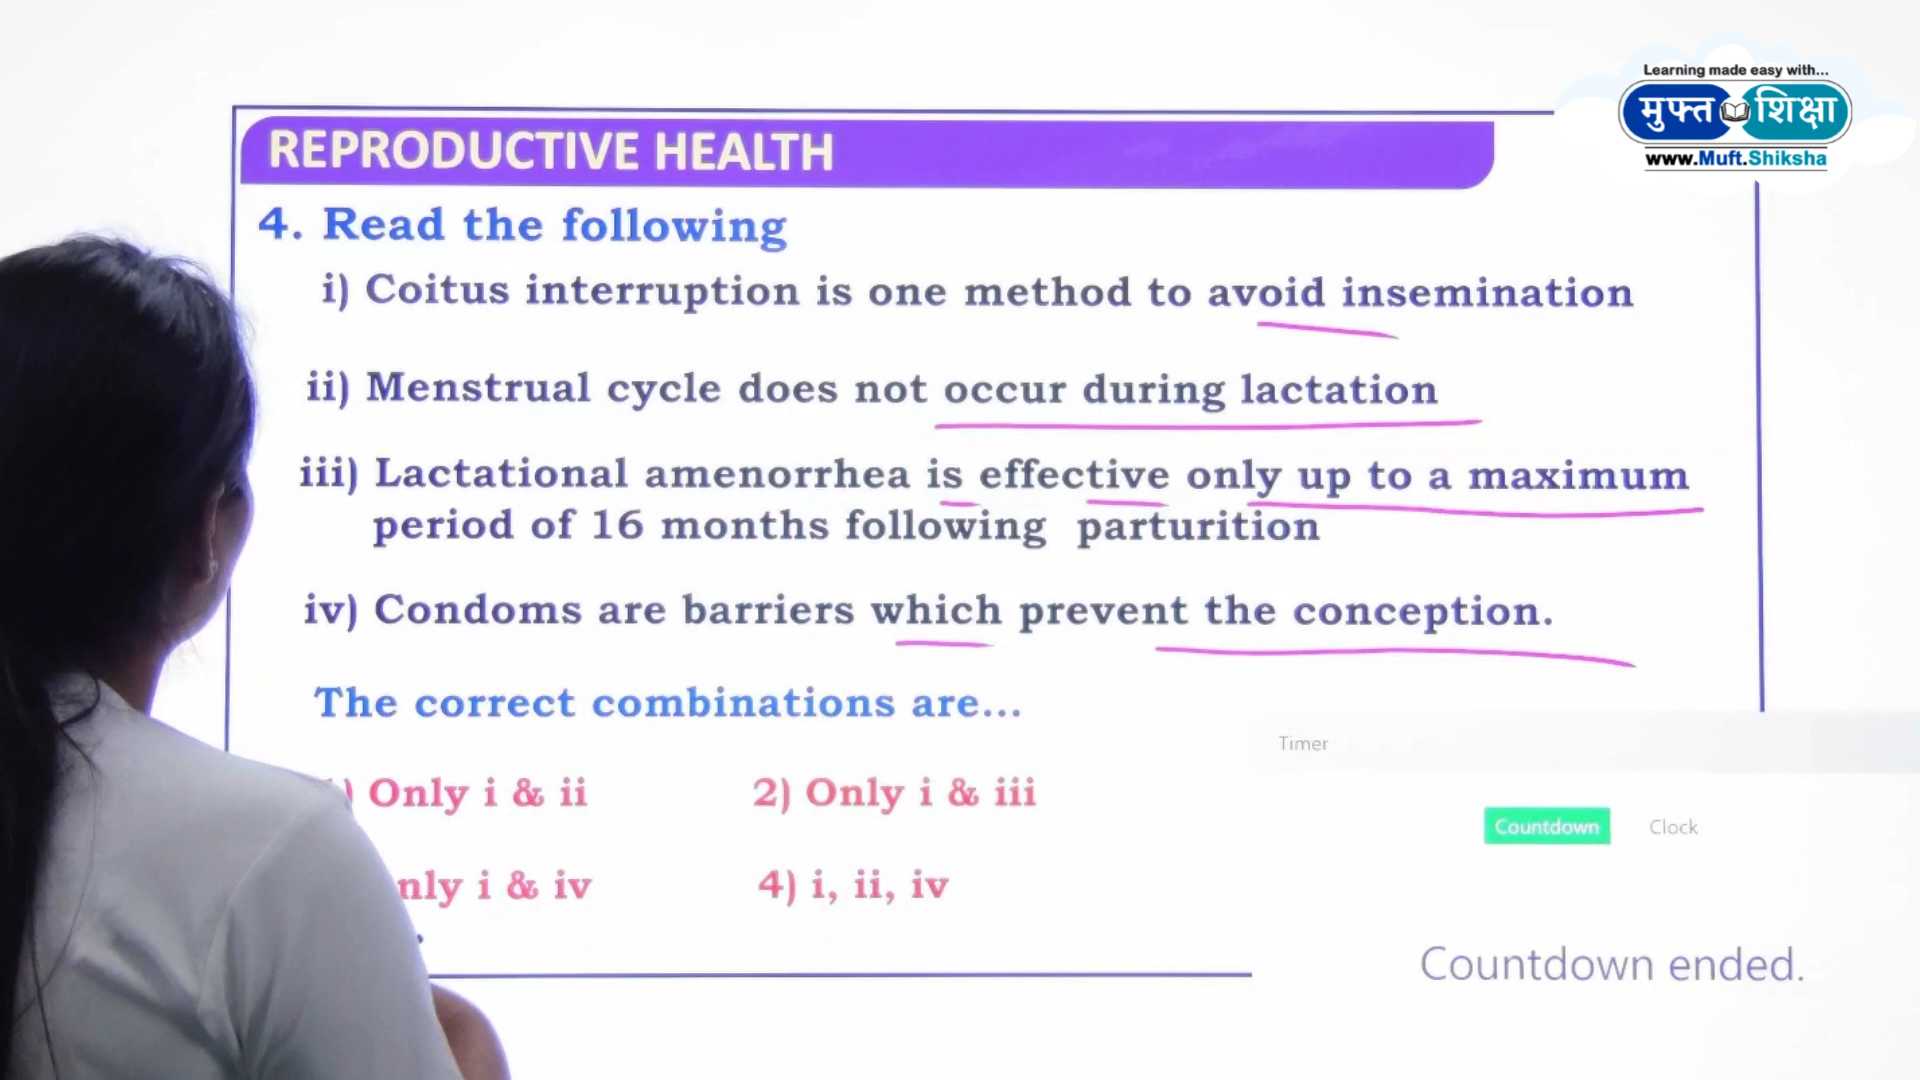 Learning made easy with...
मुफ्त शिक्षा
www.Muft.Shiksha
REPRODUCTIVE HEALTH
4. Read the following
i) Coitus interruption is one method to avoid insemination
ii) Menstrual cycle does not occur during lactation
iii) Lactational amenorrhea is effective only up to a maximum
period of 16 months following parturition
iv) Condoms are barriers which prevent the conception.
The correct combinations are...
) Only i & ii 2) Only i & iii
nly i & iv 4) i, ii, iv
Timer
Countdown Clock
Countdown ended.